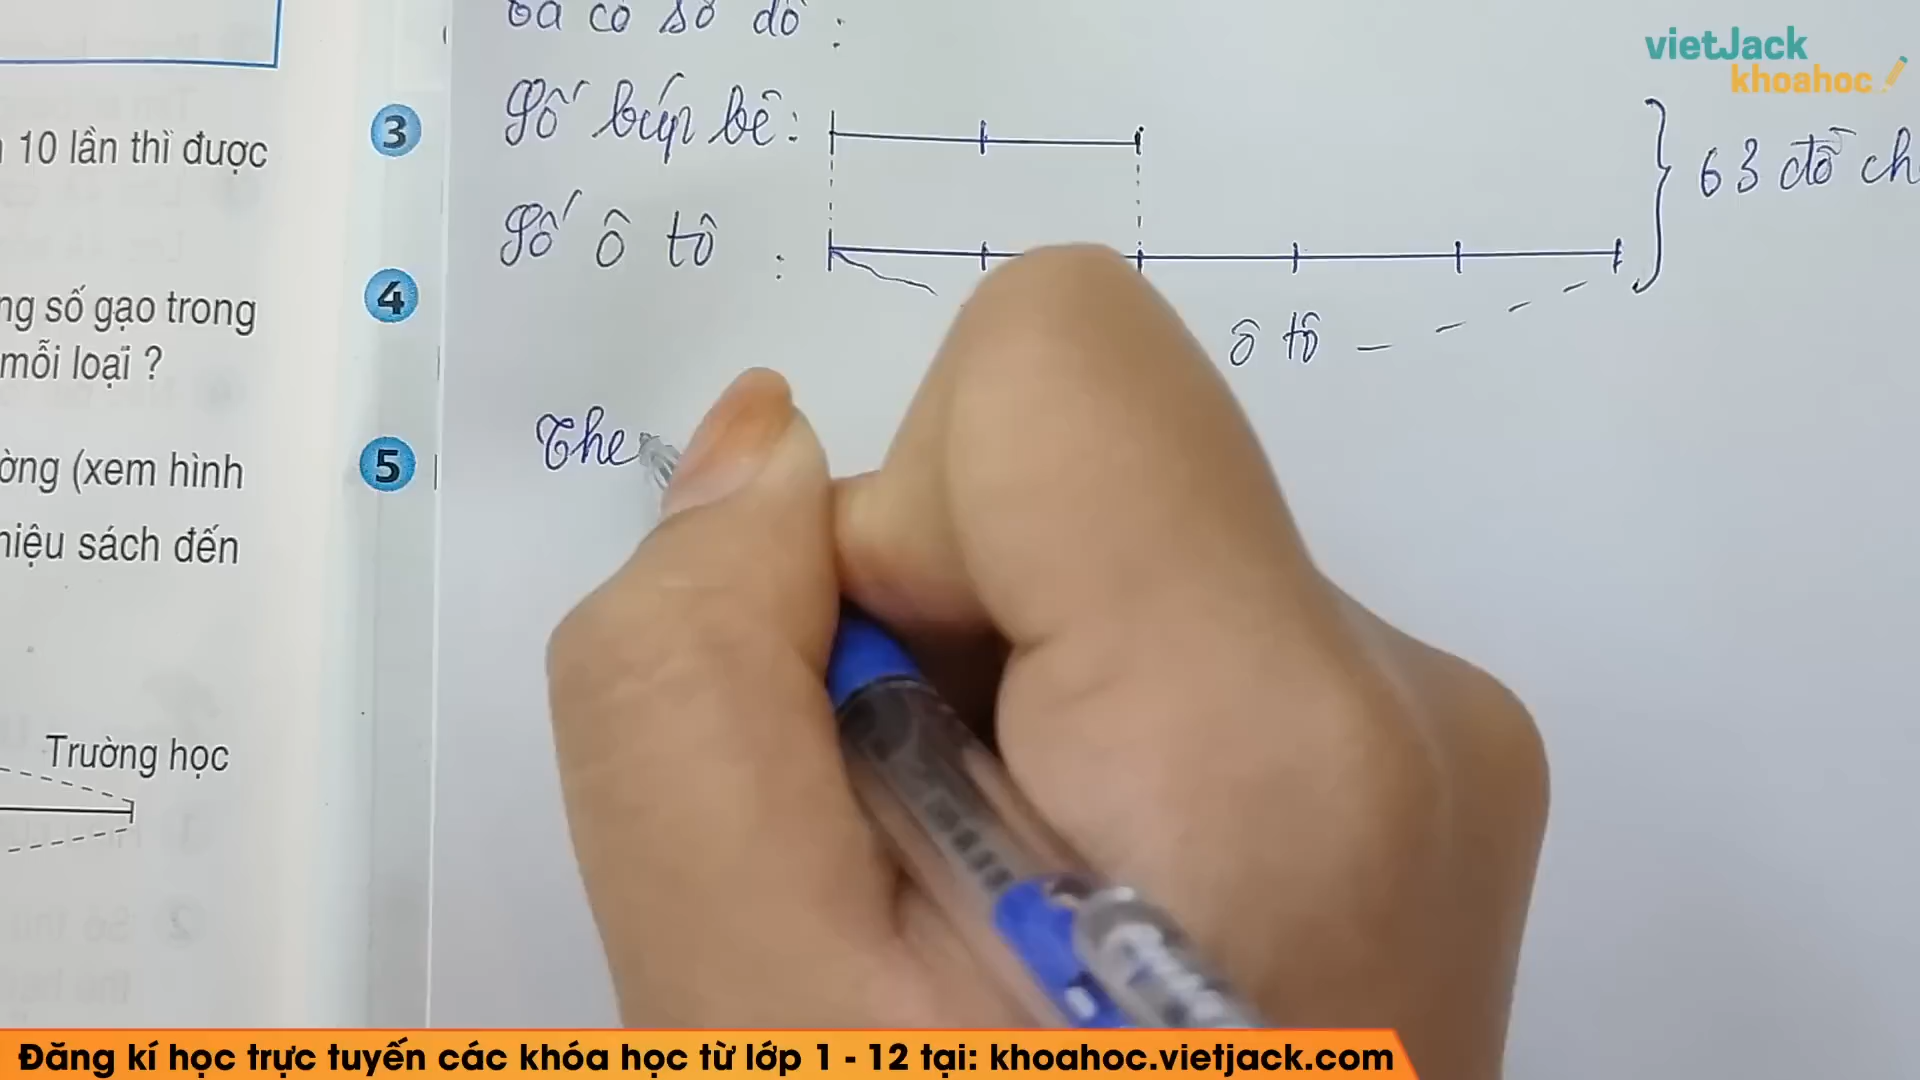 Ta có sơ đồ :
vietJack
khoahoc
3
Số búp bê :
63 đồ ch
10 lần thì được
Số ô tô :
4
ng số gạo trong
ô tô
mỗi loại ?
The
5
ờng (xem hình
hiệu sách đến
Trường học
Đăng kí học trực tuyến các khóa học từ lớp 1 - 12 tại: khoahoc.vietjack.com